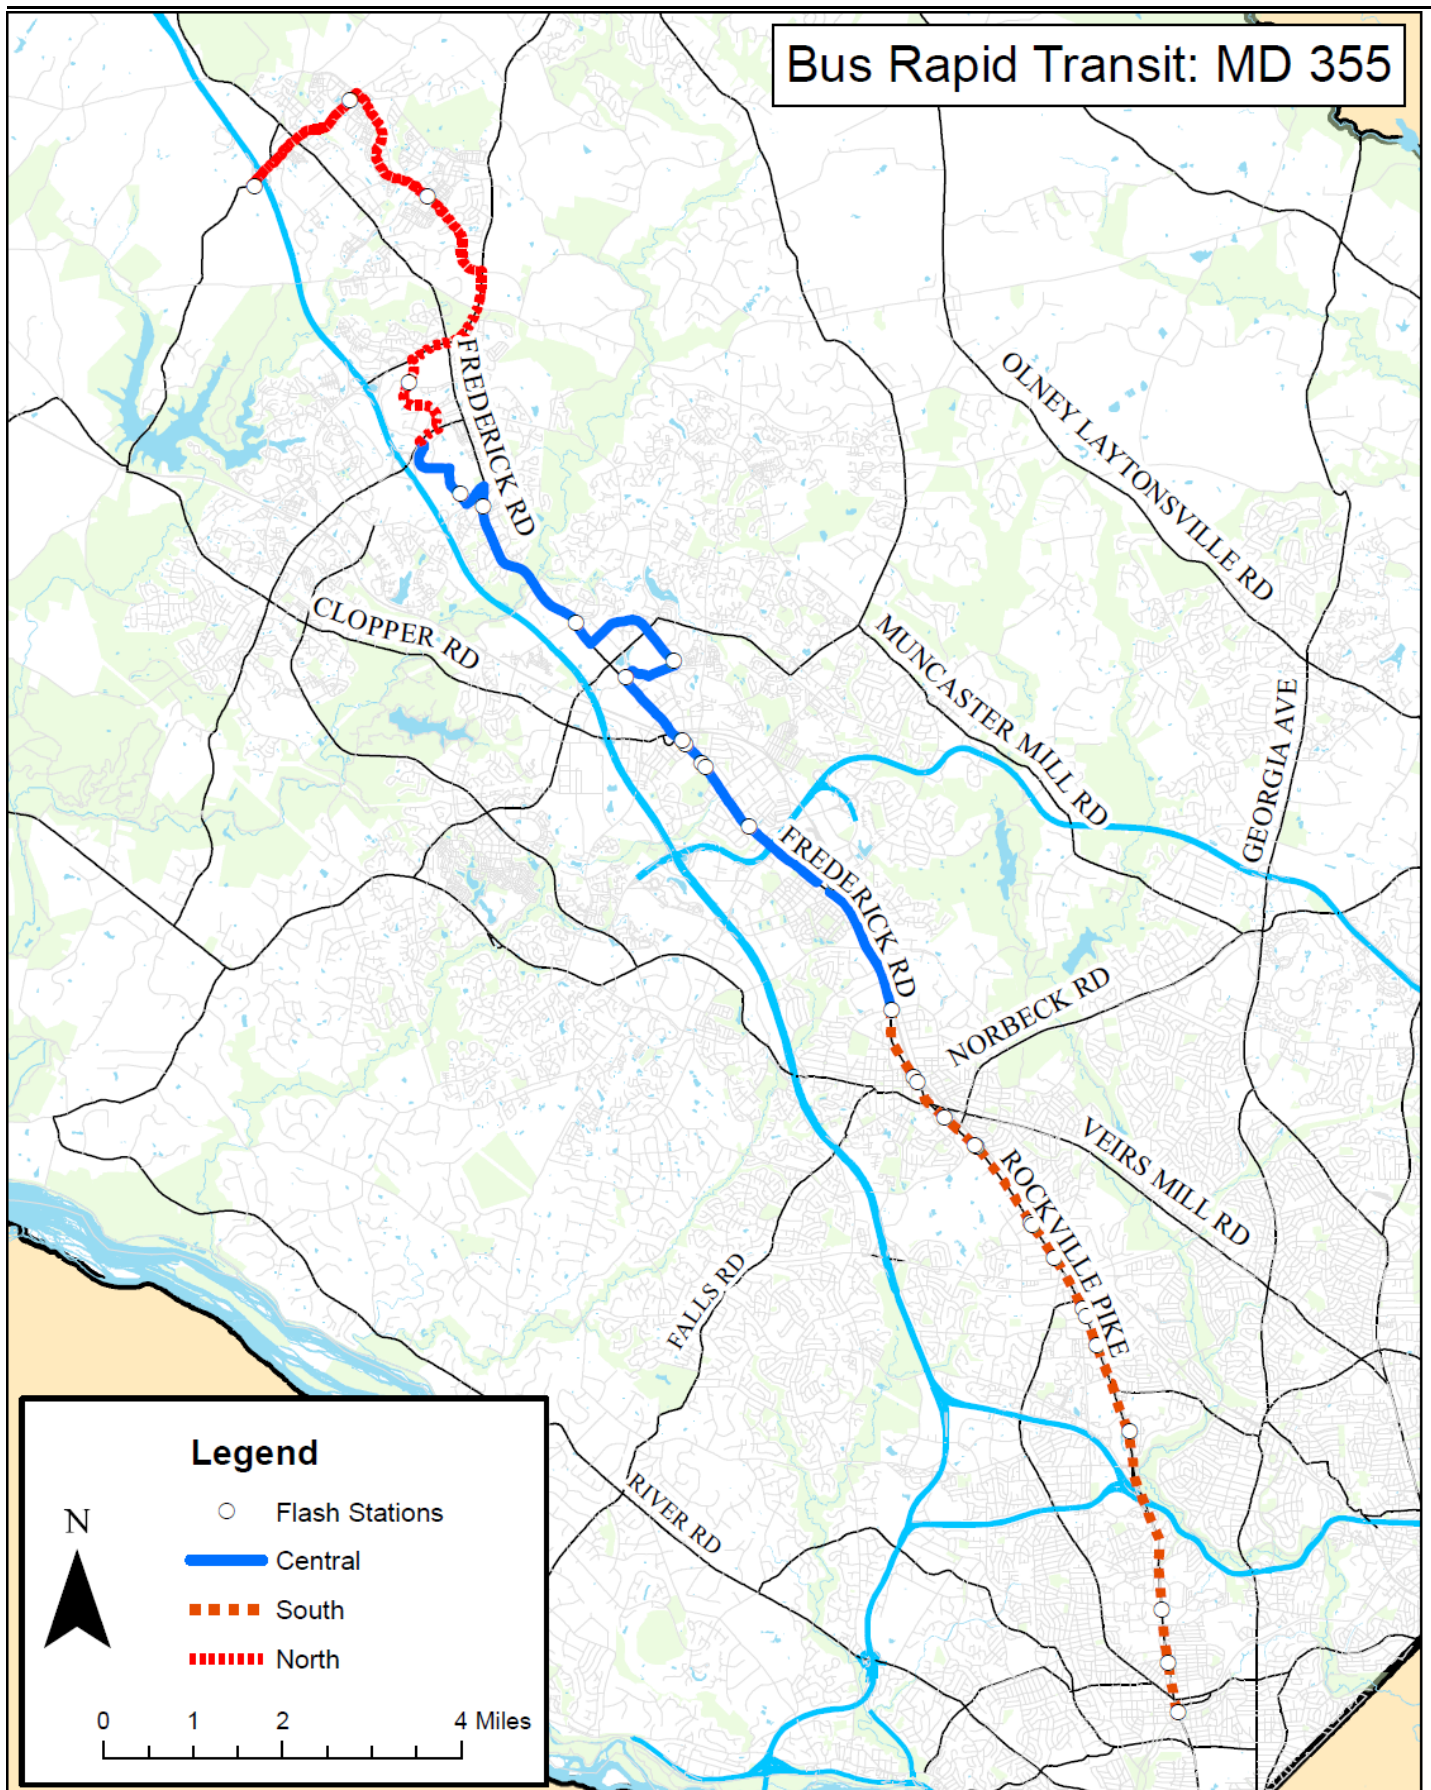 Bus Rapid Transit: MD 355
FREDERICK RD
OLNEY LAYTONSVILLE RD
CLOPPER RD
MUNCASTER MILL RD
GEORGIA AVE
FREDERICK RD
NORBECK RD
VEIRS MILL RD
ROCKVILLE PIKE
FALLS RD
RIVER RD
Legend
N
Flash Stations
Central
South
North
0 1 2 4 Miles